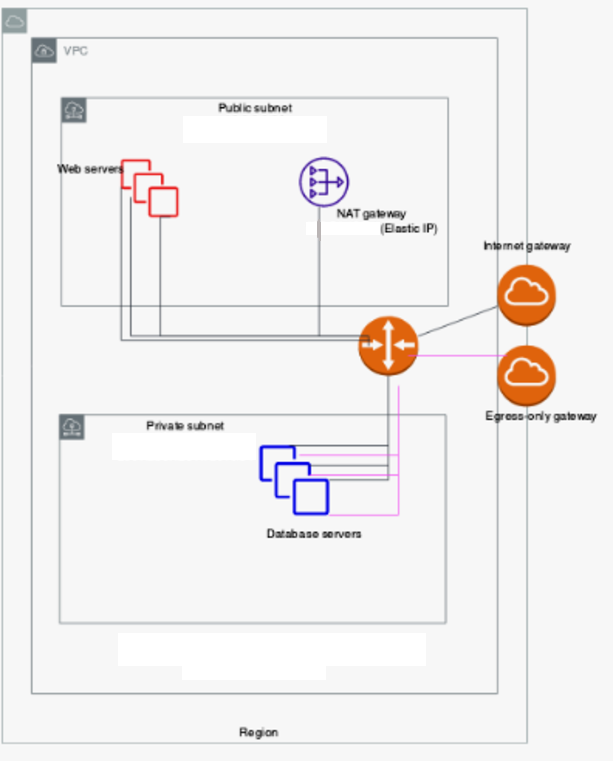 VPC
Public subnet
Web servers
NAT gateway
(Elastic IP)
Internet gateway
Egress-only gateway
Private subnet
Database servers
Region